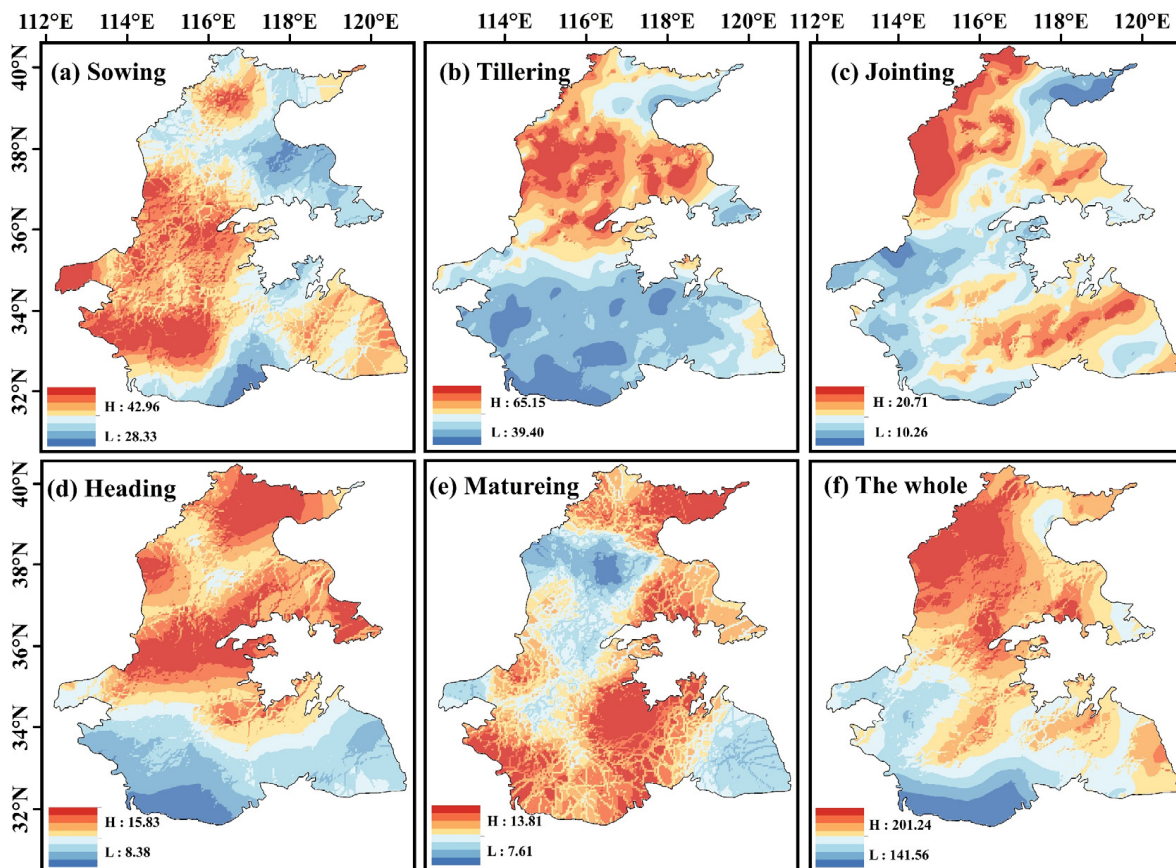 112°E 114°E 116°E 118°E 120°E
114°E 116°E 118°E 120°E
114°E 116°E 118°E 120°E
40°N
38°N
36°N
34°N
32°N
(a) Sowing
H : 42.96
L : 28.33
(b) Tillering
H : 65.15
L : 39.40
(c) Jointing
H : 20.71
L : 10.26
40°N
38°N
36°N
34°N
32°N
(d) Heading
H : 15.83
L : 8.38
(e) Matureing
H : 13.81
L : 7.61
(f) The whole
H : 201.24
L : 141.56